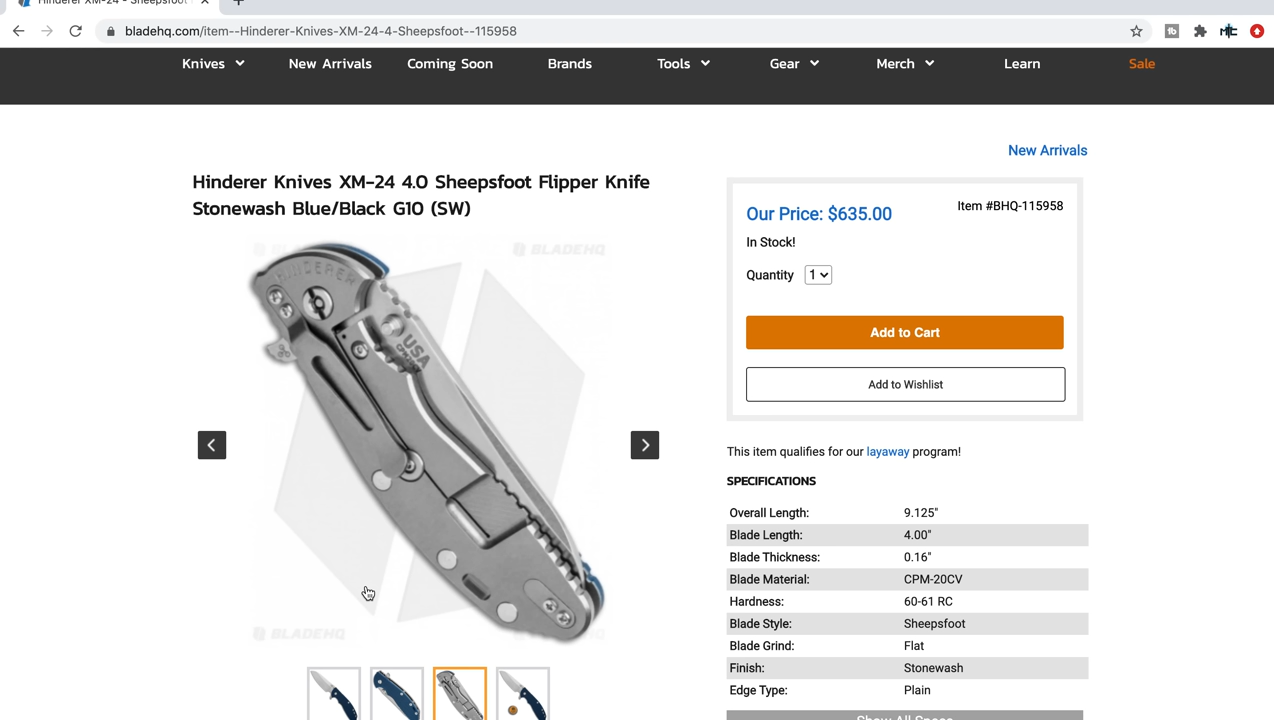 Hinderer XM-24 - Sheepsfoot
bladehq.com/item--Hinderer-Knives-XM-24-4-Sheepsfoot--115958
Knives
New Arrivals
Coming Soon
Brands
Tools
Gear
Merch
Learn
Sale
New Arrivals
Hinderer Knives XM-24 4.0 Sheepsfoot Flipper Knife
Stonewash Blue/Black G10 (SW)
Our Price: $635.00
Item #BHQ-115958
In Stock!
Quantity 1
Add to Cart
Add to Wishlist
BLADEHQ
BLADEHQ
HINDERER
USA
BLADEHQ
BLADEHQ
This item qualifies for our layaway program!
SPECIFICATIONS
Overall Length: 9.125"
Blade Length: 4.00"
Blade Thickness: 0.16"
Blade Material: CPM-20CV
Hardness: 60-61 RC
Blade Style: Sheepsfoot
Blade Grind: Flat
Finish: Stonewash
Edge Type: Plain
Show All Specs